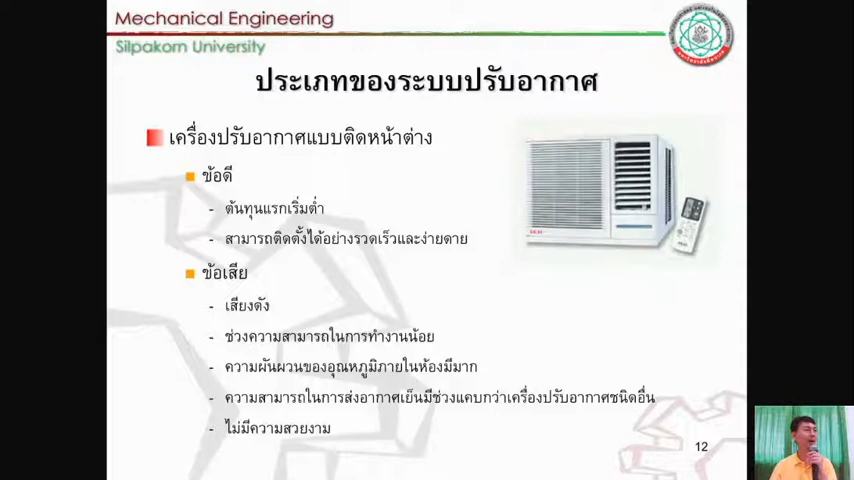 Mechanical Engineering
Silpakorn University
ประเภทของระบบปรับอากาศ
เครื่องปรับอากาศแบบติดหน้าต่าง
ข้อดี
- ต้นทุนแรกเริ่มต่ำ
- สามารถติดตั้งได้อย่างรวดเร็วและง่ายดาย
ข้อเสีย
- เสียงดัง
- ช่วงความสามารถในการทำงานน้อย
- ความผันผวนของอุณหภูมิภายในห้องมีมาก
- ความสามารถในการส่งอากาศเย็นมีช่วงแคบกว่าเครื่องปรับอากาศชนิดอื่น
- ไม่มีความสวยงาม
12